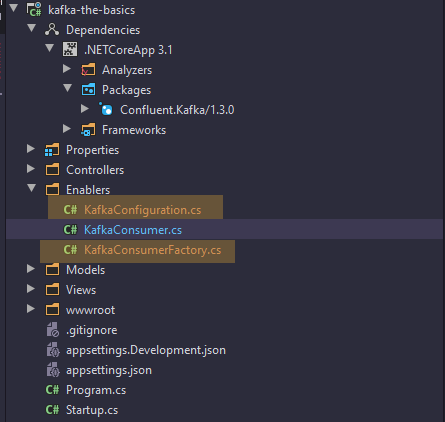 kafka-the-basics
Dependencies
.NETCoreApp 3.1
Analyzers
Packages
Confluent.Kafka/1.3.0
Frameworks
Properties
Controllers
Enablers
C# KafkaConfiguration.cs
C# KafkaConsumer.cs
C# KafkaConsumerFactory.cs
Models
Views
wwwroot
.gitignore
appsettings.Development.json
appsettings.json
C# Program.cs
C# Startup.cs